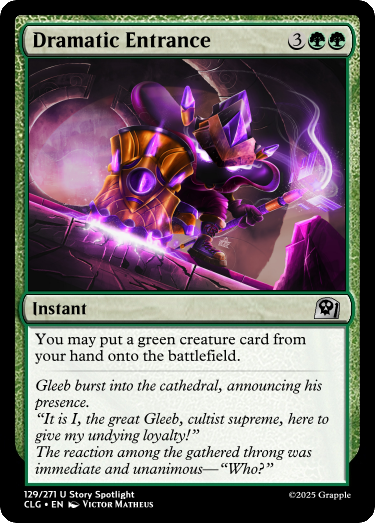 Dramatic Entrance 3
Instant
You may put a green creature card from
your hand onto the battlefield.
Gleeb burst into the cathedral, announcing his
presence.
“It is I, the great Gleeb, cultist supreme, here to
give my undying loyalty!”
The reaction among the gathered throng was
immediate and unanimous—“Who?”
129/271 U Story Spotlight
CLG • EN Victor Matheus
©2025 Grapple